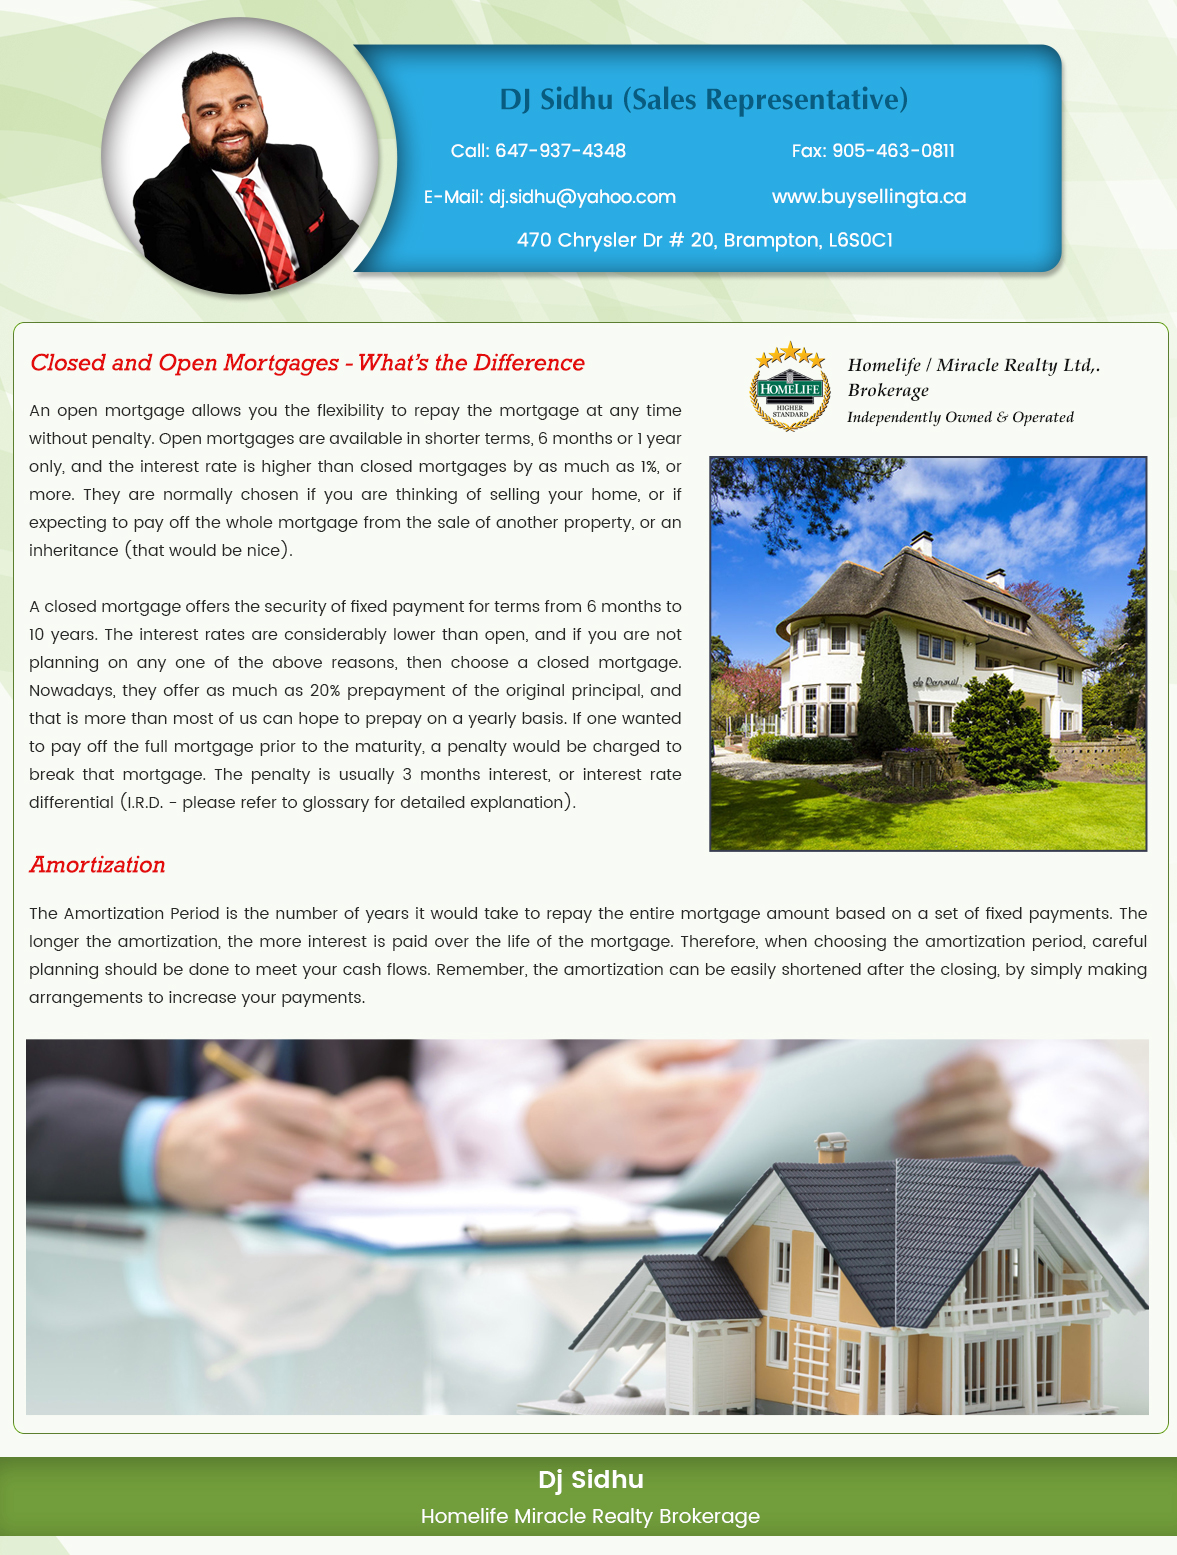 DJ Sidhu (Sales Representative)
Call: 647-937-4348
Fax: 905-463-0811
E-Mail: dj.sidhu@yahoo.com
www.buysellingta.ca
470 Chrysler Dr # 20, Brampton, L6S0C1
Closed and Open Mortgages - What's the Difference
An open mortgage allows you the flexibility to repay the mortgage at any time
without penalty. Open mortgages are available in shorter terms, 6 months or 1 year
only, and the interest rate is higher than closed mortgages by as much as 1%, or
more. They are normally chosen if you are thinking of selling your home, or if
expecting to pay off the whole mortgage from the sale of another property, or an
inheritance (that would be nice).
A closed mortgage offers the security of fixed payment for terms from 6 months to
10 years. The interest rates are considerably lower than open, and if you are not
planning on any one of the above reasons, then choose a closed mortgage.
Nowadays, they offer as much as 20% prepayment of the original principal, and
that is more than most of us can hope to prepay on a yearly basis. If one wanted
to pay off the full mortgage prior to the maturity, a penalty would be charged to
break that mortgage. The penalty is usually 3 months interest, or interest rate
differential (I.R.D. - please refer to glossary for detailed explanation).
HOMELIFE
HIGHER
STANDARD
Homelife / Miracle Realty Ltd,.
Brokerage
Independently Owned & Operated
Amortization
The Amortization Period is the number of years it would take to repay the entire mortgage amount based on a set of fixed payments. The
longer the amortization, the more interest is paid over the life of the mortgage. Therefore, when choosing the amortization period, careful
planning should be done to meet your cash flows. Remember, the amortization can be easily shortened after the closing, by simply making
arrangements to increase your payments.
Dj Sidhu
Homelife Miracle Realty Brokerage